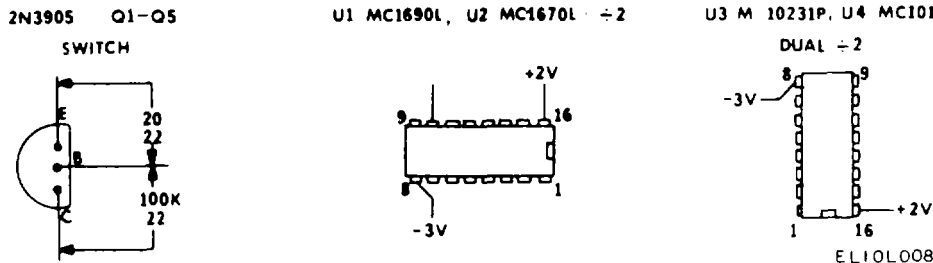 2N3905 Q1-Q5
SWITCH
E
20
22
B
100K
22
C
U1 MC1690L, U2 MC1670L ÷2
+2V
9
16
8
1
-3V
U3 M 10231P, U4 MC101
DUAL ÷2
8
9
-3V
+2V
1
16
EL10L008